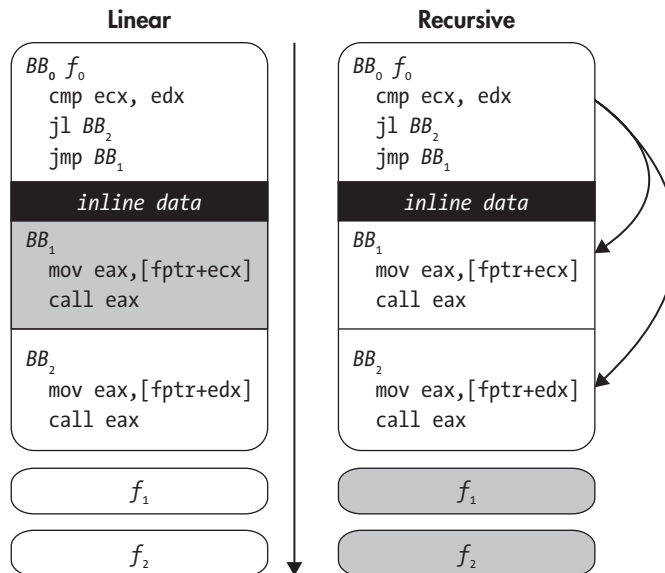 Linear
BB₀ f₀
cmp ecx, edx
jl BB₂
jmp BB₁
inline data
BB₁
mov eax,[fptr+ecx]
call eax
BB₂
mov eax,[fptr+edx]
call eax
f₁
f₂
Recursive
BB₀ f₀
cmp ecx, edx
jl BB₂
jmp BB₁
inline data
BB₁
mov eax,[fptr+ecx]
call eax
BB₂
mov eax,[fptr+edx]
call eax
f₁
f₂